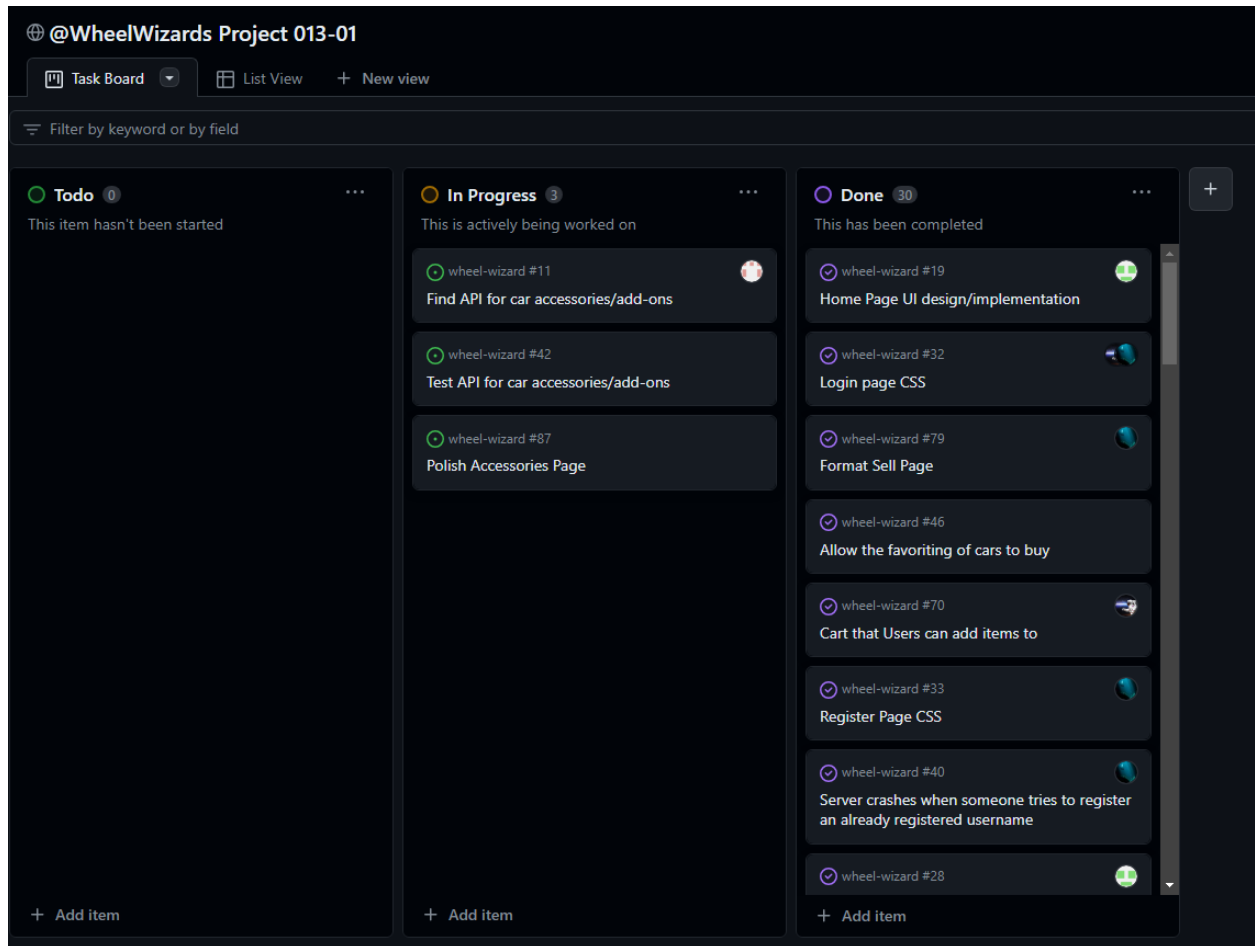 @WheelWizards Project 013-01
Task Board
List View
+ New view
Filter by keyword or by field
Todo 0
This item hasn't been started
+ Add item
In Progress 3
This is actively being worked on
wheel-wizard #11
Find API for car accessories/add-ons
wheel-wizard #42
Test API for car accessories/add-ons
wheel-wizard #87
Polish Accessories Page
+ Add item
Done 30
This has been completed
wheel-wizard #19
Home Page UI design/implementation
wheel-wizard #32
Login page CSS
wheel-wizard #79
Format Sell Page
wheel-wizard #46
Allow the favoriting of cars to buy
wheel-wizard #70
Cart that Users can add items to
wheel-wizard #33
Register Page CSS
wheel-wizard #40
Server crashes when someone tries to register
an already registered username
wheel-wizard #28
+ Add item
+